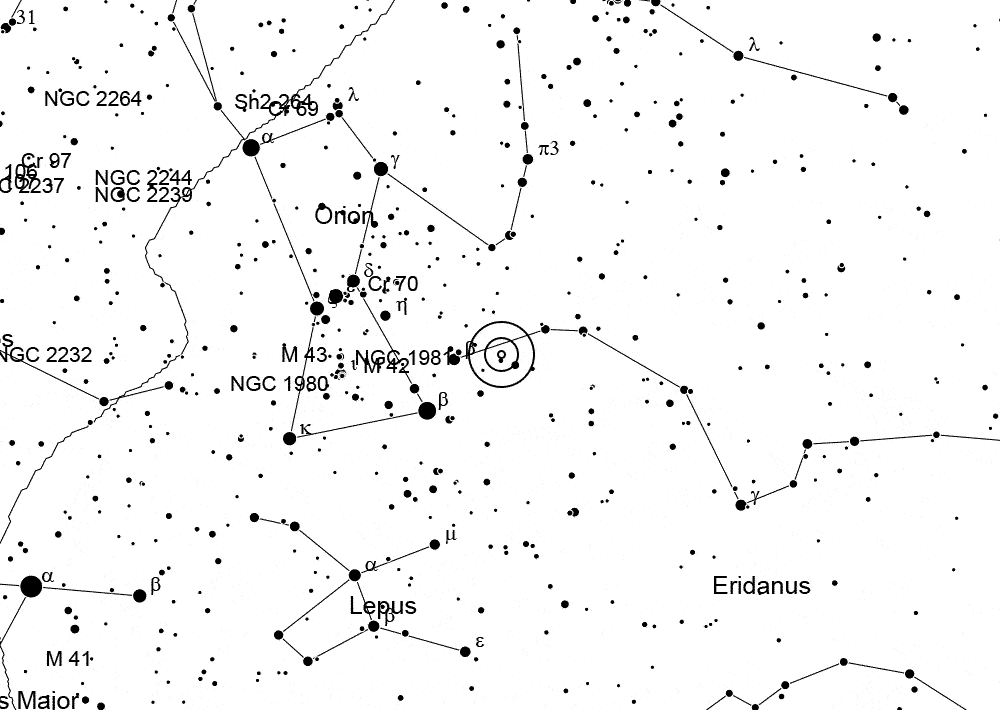 31
λ
NGC 2264
Sh2-264
λ
Cr 69
α
π3
Cr 97
106
C 2237
NGC 2244
NGC 2239
γ
Orion
δ
Cr 70
ε
ζ
η
s
NGC 2232
M 43
NGC 1981
β
ι
M 42
NGC 1980
β
κ
γ
μ
α
α
β
Eridanus
Lepus
β
ε
M 41
s Major